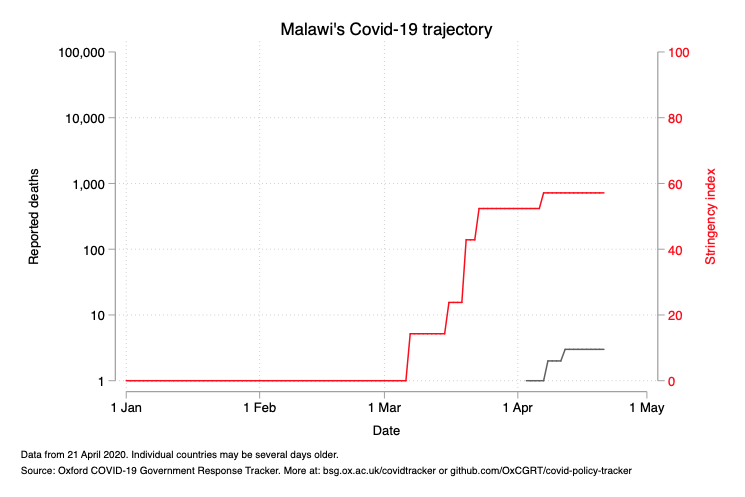 Malawi's Covid-19 trajectory
100,000
10,000
1,000
100
10
1
Reported deaths
100
80
60
40
20
0
Stringency index
1 Jan 1 Feb 1 Mar 1 Apr 1 May
Date
Data from 21 April 2020. Individual countries may be several days older.
Source: Oxford COVID-19 Government Response Tracker. More at: bsg.ox.ac.uk/covidtracker or github.com/OxCGRT/covid-policy-tracker